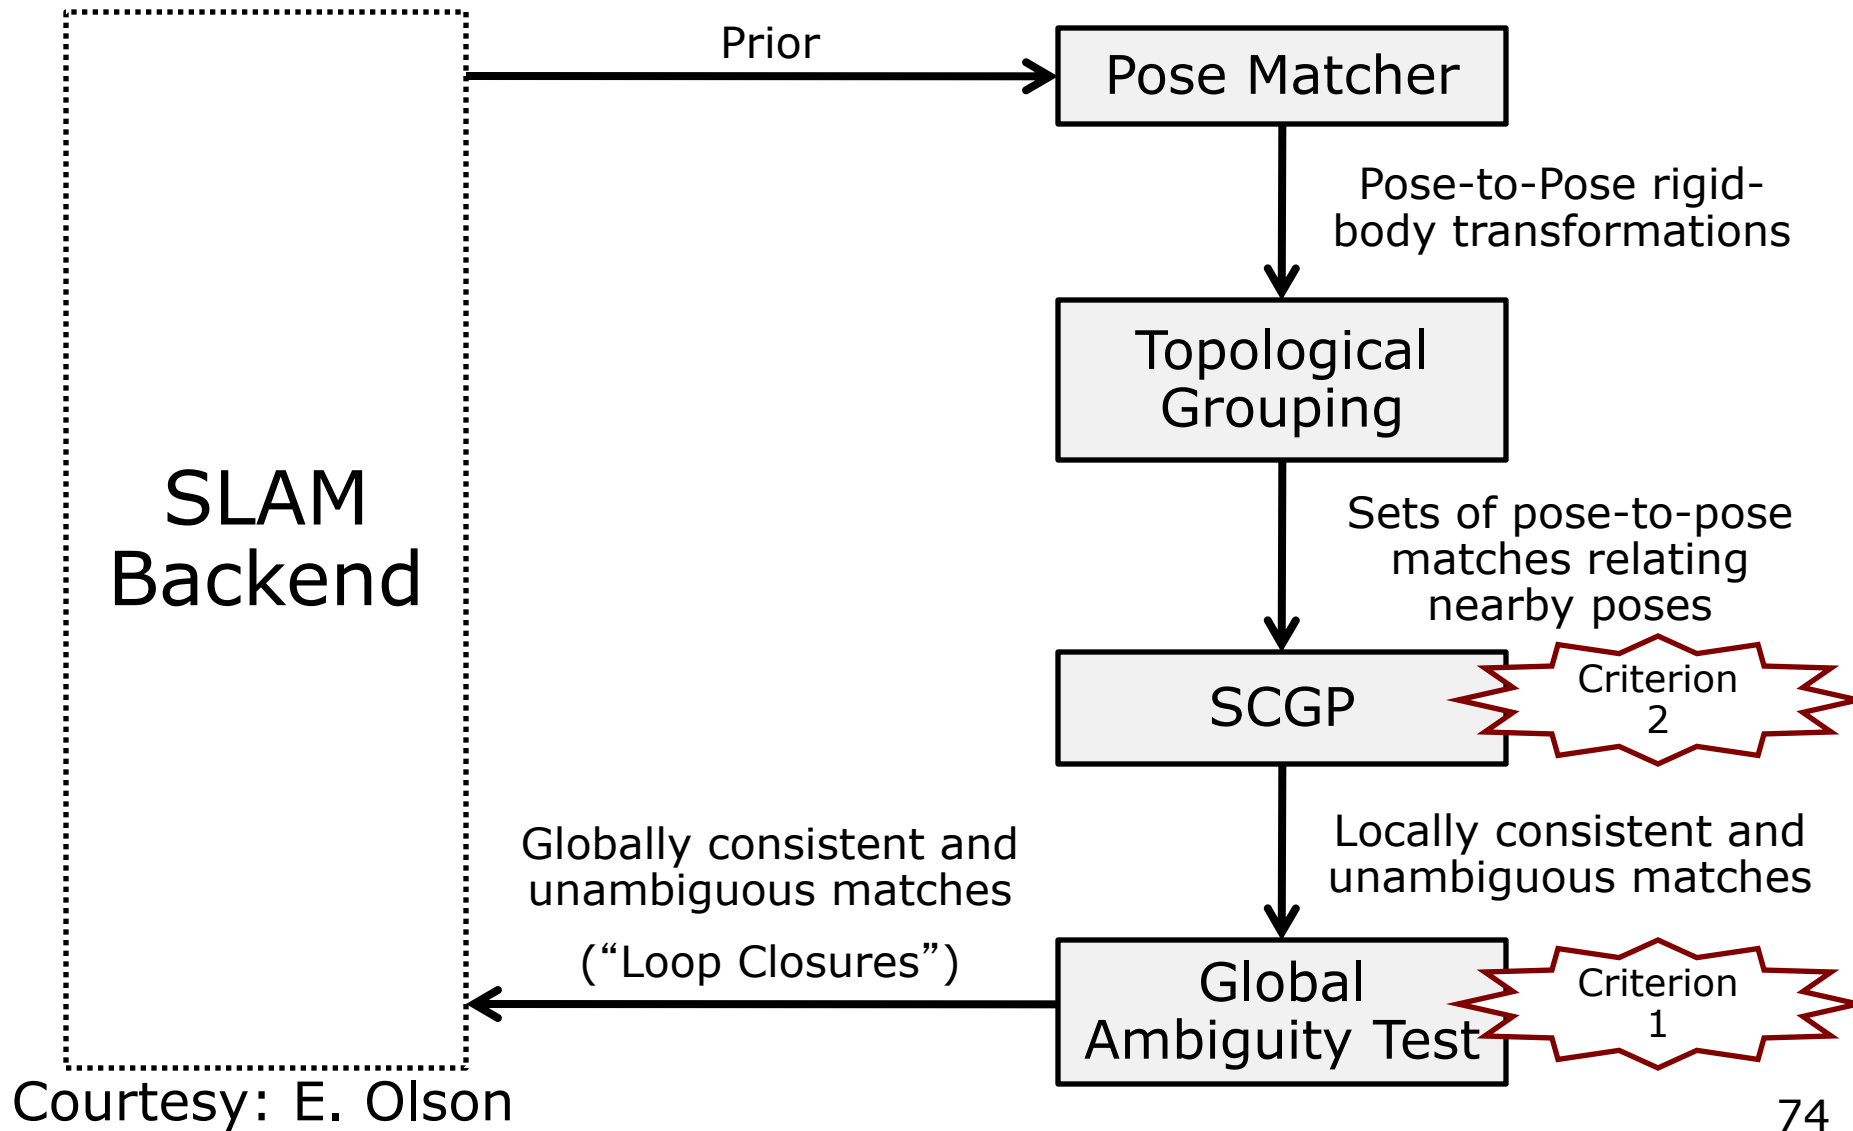 Prior
Pose Matcher
Pose-to-Pose rigid-
body transformations
Topological
Grouping
SLAM
Backend
Sets of pose-to-pose
matches relating
nearby poses
SCGP
Criterion
2
Locally consistent and
unambiguous matches
Globally consistent and
unambiguous matches
(“Loop Closures”)
Global
Ambiguity Test
Criterion
1
Courtesy: E. Olson
74